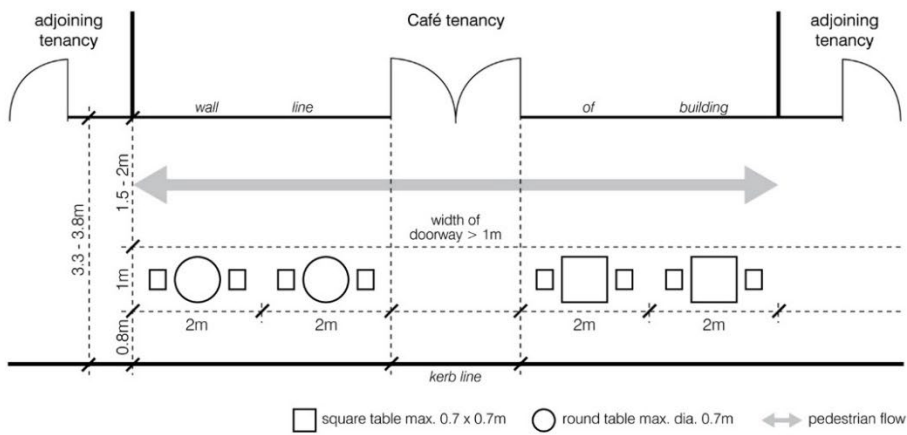 adjoining
tenancy
Café tenancy
adjoining
tenancy
wall line of building
3.3 - 3.8m
1.5 - 2m
width of
doorway > 1m
1m
2m 2m 2m 2m
0.8m
kerb line
square table max. 0.7 x 0.7m round table max. dia. 0.7m pedestrian flow